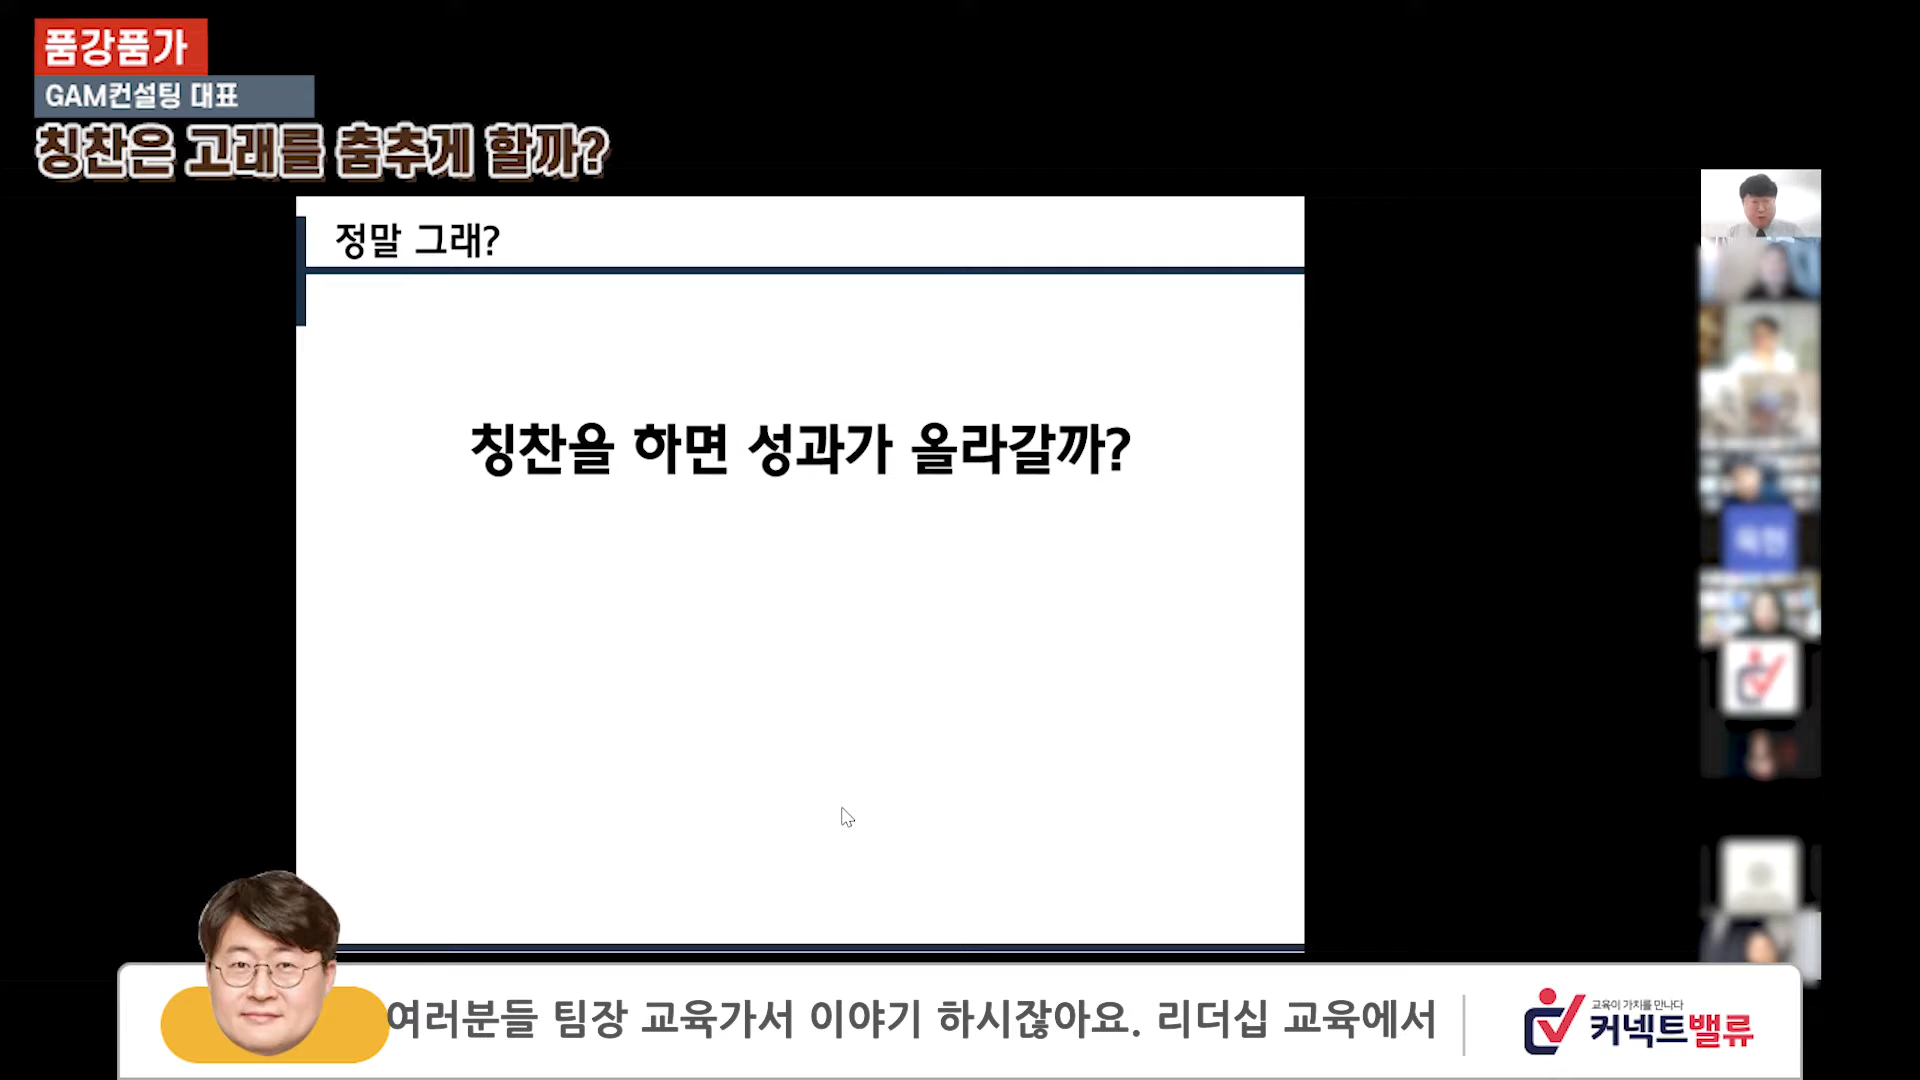 품강품가
GAM컨설팅 대표
칭찬은 고래를 춤추게 할까?
정말 그래?
칭찬을 하면 성과가 올라갈까?
여러분들 팀장 교육가서 이야기 하시잖아요. 리더십 교육에서
교육이 가치를 만나다
커넥트밸류